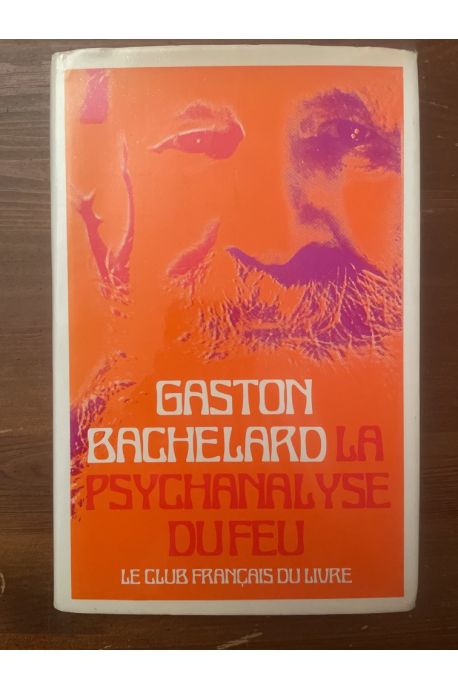 GASTON
BACHELARD LA
PSYCHANALYSE
DU FEU
LE CLUB FRANÇAIS DU LIVRE